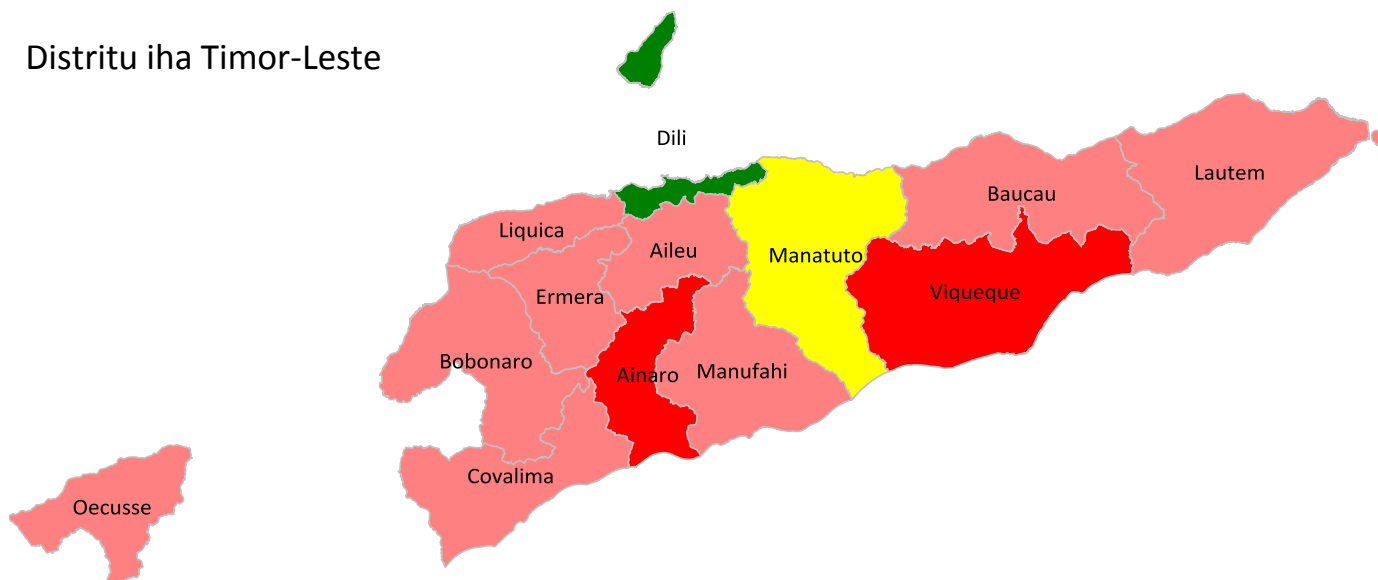 Distritu iha Timor-Leste
Dili
Lautem
Baucau
Liquica
Aileu
Manatuto
Viqueque
Ermera
Bobonaro
Ainaro
Manufahi
Covalima
Oecusse